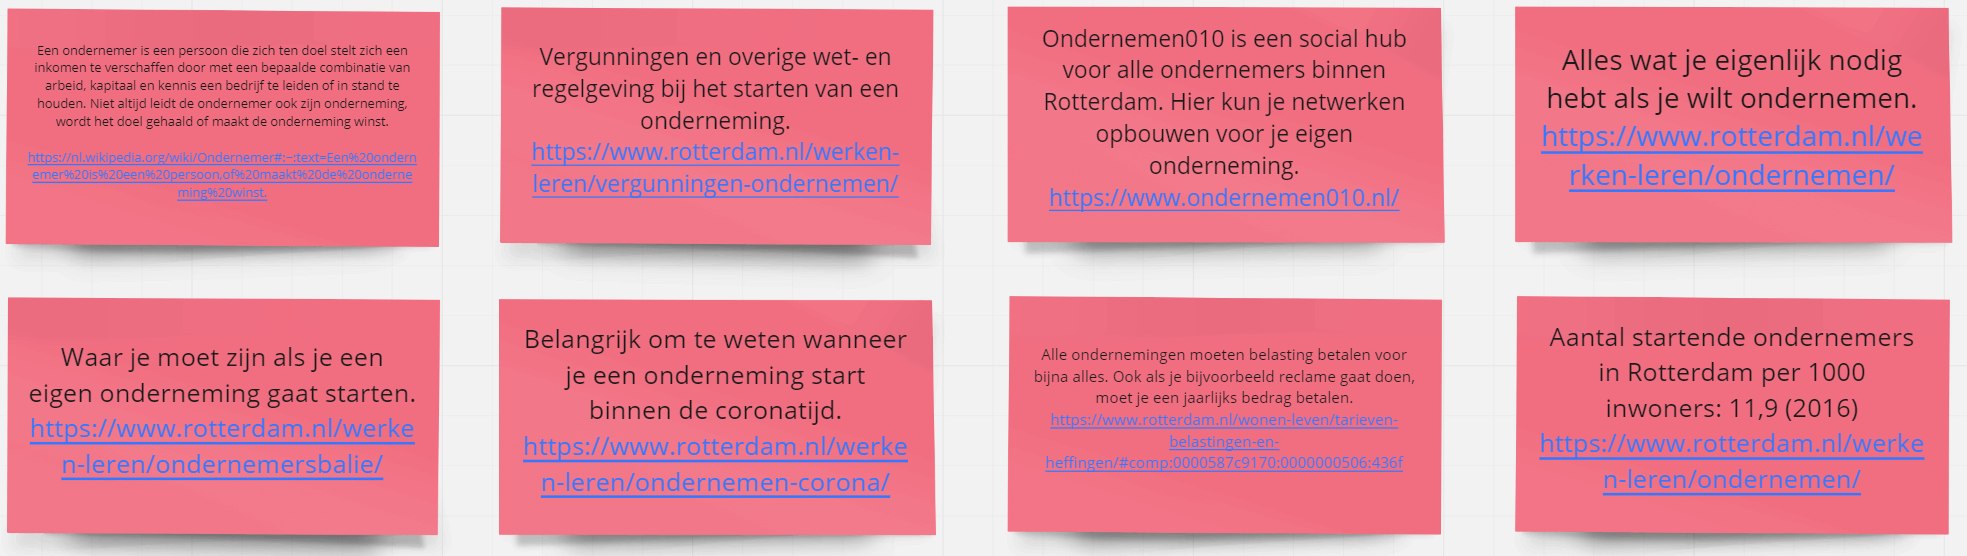 Een ondernemer is een persoon die zich ten doel stelt zich een
inkomen te verschaffen door met een bepaalde combinatie van
arbeid, kapitaal en kennis een bedrijf te leiden of in stand te
houden. Niet altijd leidt de ondernemer ook zijn onderneming,
wordt het doel gehaald of maakt de onderneming winst.
https://nl.wikipedia.org/wiki/Ondernemer#:~:text=Een%20ondern
emer%20is%20een%20persoon,of%20maakt%20de%20onderne
ming%20winst.
Vergunningen en overige wet- en
regelgeving bij het starten van een
onderneming.
https://www.rotterdam.nl/werken-
leren/vergunningen-ondernemen/
Ondernemen010 is een social hub
voor alle ondernemers binnen
Rotterdam. Hier kun je netwerken
opbouwen voor je eigen
onderneming.
https://www.ondernemen010.nl/
Alles wat je eigenlijk nodig
hebt als je wilt ondernemen.
https://www.rotterdam.nl/we
rken-leren/ondernemen/
Waar je moet zijn als je een
eigen onderneming gaat starten.
https://www.rotterdam.nl/werke
n-leren/ondernemersbalie/
Belangrijk om te weten wanneer
je een onderneming start
binnen de coronatijd.
https://www.rotterdam.nl/werke
n-leren/ondernemen-corona/
Alle ondernemingen moeten belasting betalen voor
bijna alles. Ook als je bijvoorbeeld reclame gaat doen,
moet je een jaarlijks bedrag betalen.
https://www.rotterdam.nl/wonen-leven/tarieven-
belastingen-en-
heffingen/#comp:0000587c9170:0000000506:436f
Aantal startende ondernemers
in Rotterdam per 1000
inwoners: 11,9 (2016)
https://www.rotterdam.nl/werke
n-leren/ondernemen/